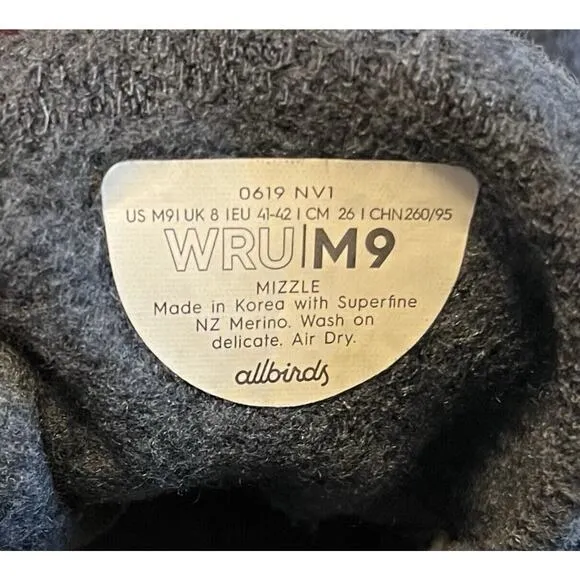 0619 NV1
US M9 | UK 8 | EU 41-42 | CM 26 | CHN 260/95
WRU|M9
MIZZLE
Made in Korea with Superfine
NZ Merino. Wash on
delicate. Air Dry.
allbirds